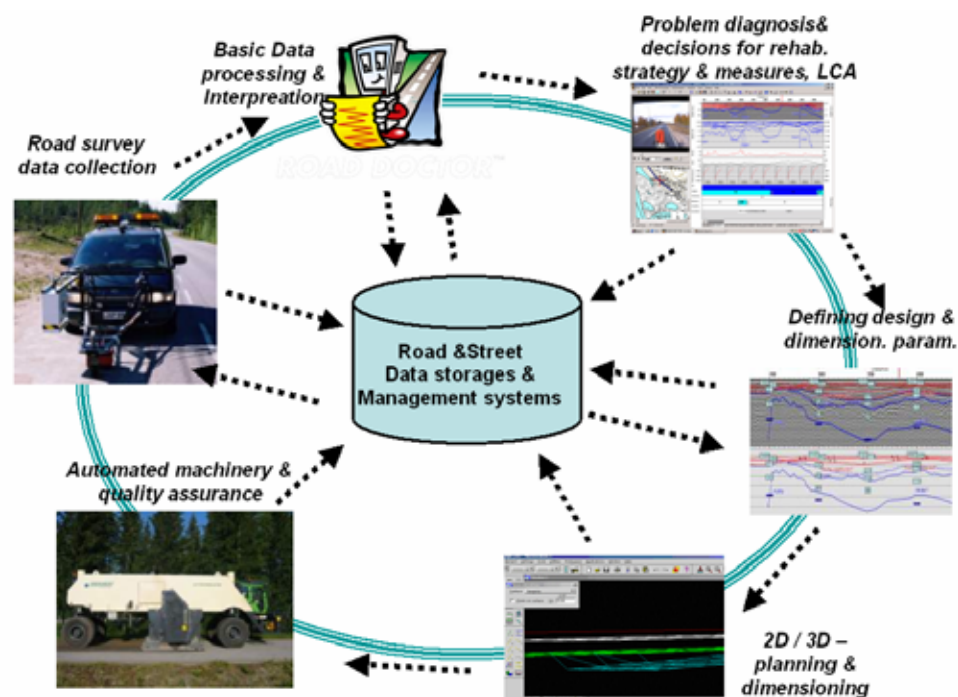 Problem diagnosis&
decisions for rehab.
strategy & measures, LCA
Basic Data
processing &
Interpreation
Road survey
data collection
ROAD DOCTOR™
Defining design &
dimension. param.
Road &Street
Data storages &
Management systems
Automated machinery &
quality assurance
2D / 3D –
planning &
dimensioning